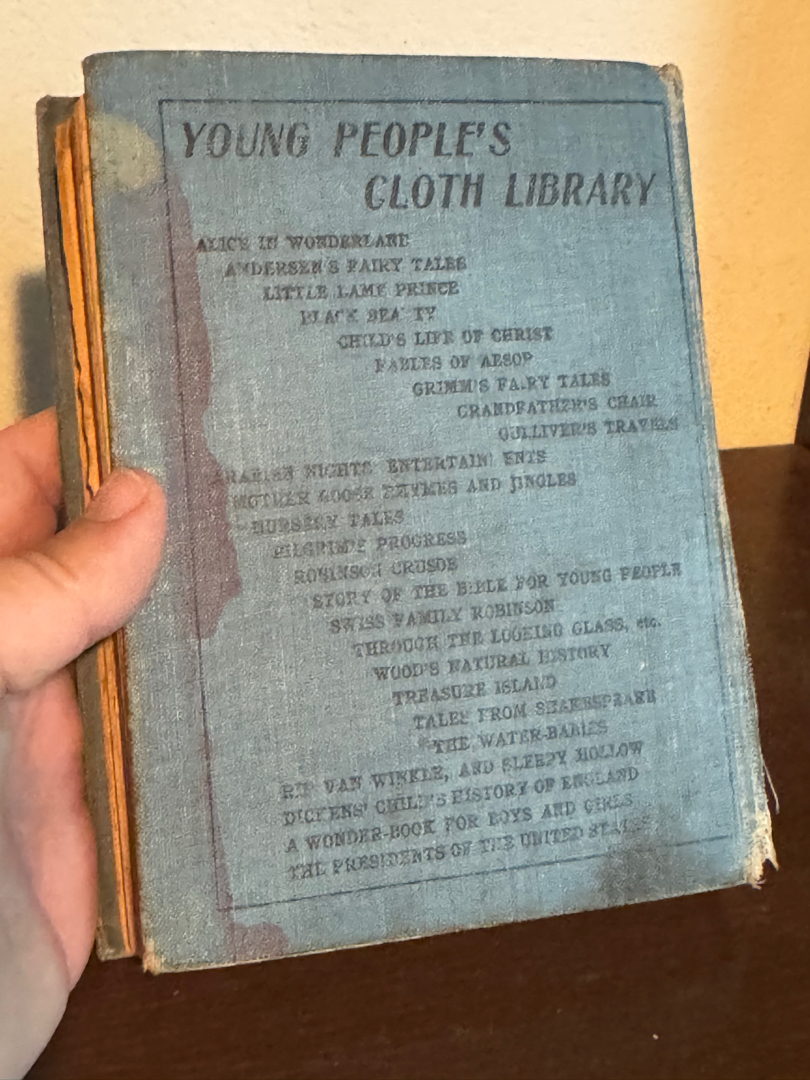 YOUNG PEOPLE'S
CLOTH LIBRARY
ALICE IN WONDERLAND
ANDERSEN'S FAIRY TALES
LITTLE LAME PRINCE
BLACK BEAUTY
CHILD'S LIFE OF CHRIST
FABLES OF AESOP
GRIMM'S FAIRY TALES
GRANDFATHER'S CHAIR
GULLIVER'S TRAVELS
ARABIAN NIGHTS ENTERTAINMENTS
MOTHER GOOSE RHYMES AND JINGLES
NURSERY TALES
PILGRIM'S PROGRESS
ROBINSON CRUSOE
STORY OF THE BIBLE FOR YOUNG PEOPLE
SWISS FAMILY ROBINSON
THROUGH THE LOOKING GLASS, etc.
WOOD'S NATURAL HISTORY
TREASURE ISLAND
TALES FROM SHAKESPEARE
THE WATER-BABIES
RIP VAN WINKLE, AND SLEEPY HOLLOW
DICKENS' CHILD'S HISTORY OF ENGLAND
A WONDER-BOOK FOR BOYS AND GIRLS
THE PRESIDENTS OF THE UNITED STATES